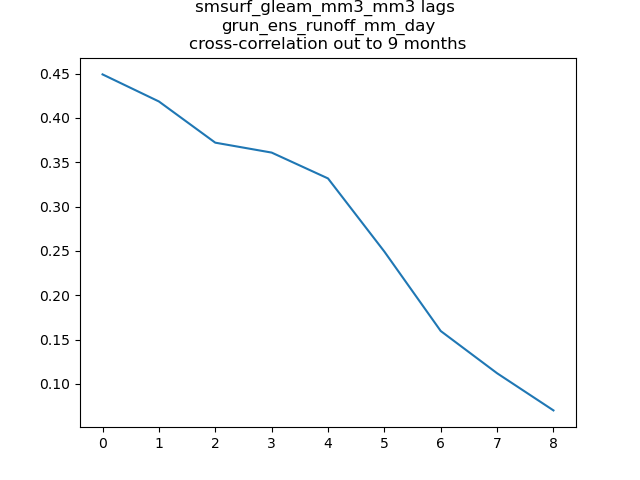 smsurf_gleam_mm3_mm3 lags
grun_ens_runoff_mm_day
cross-correlation out to 9 months
0.45
0.40
0.35
0.30
0.25
0.20
0.15
0.10
0 1 2 3 4 5 6 7 8